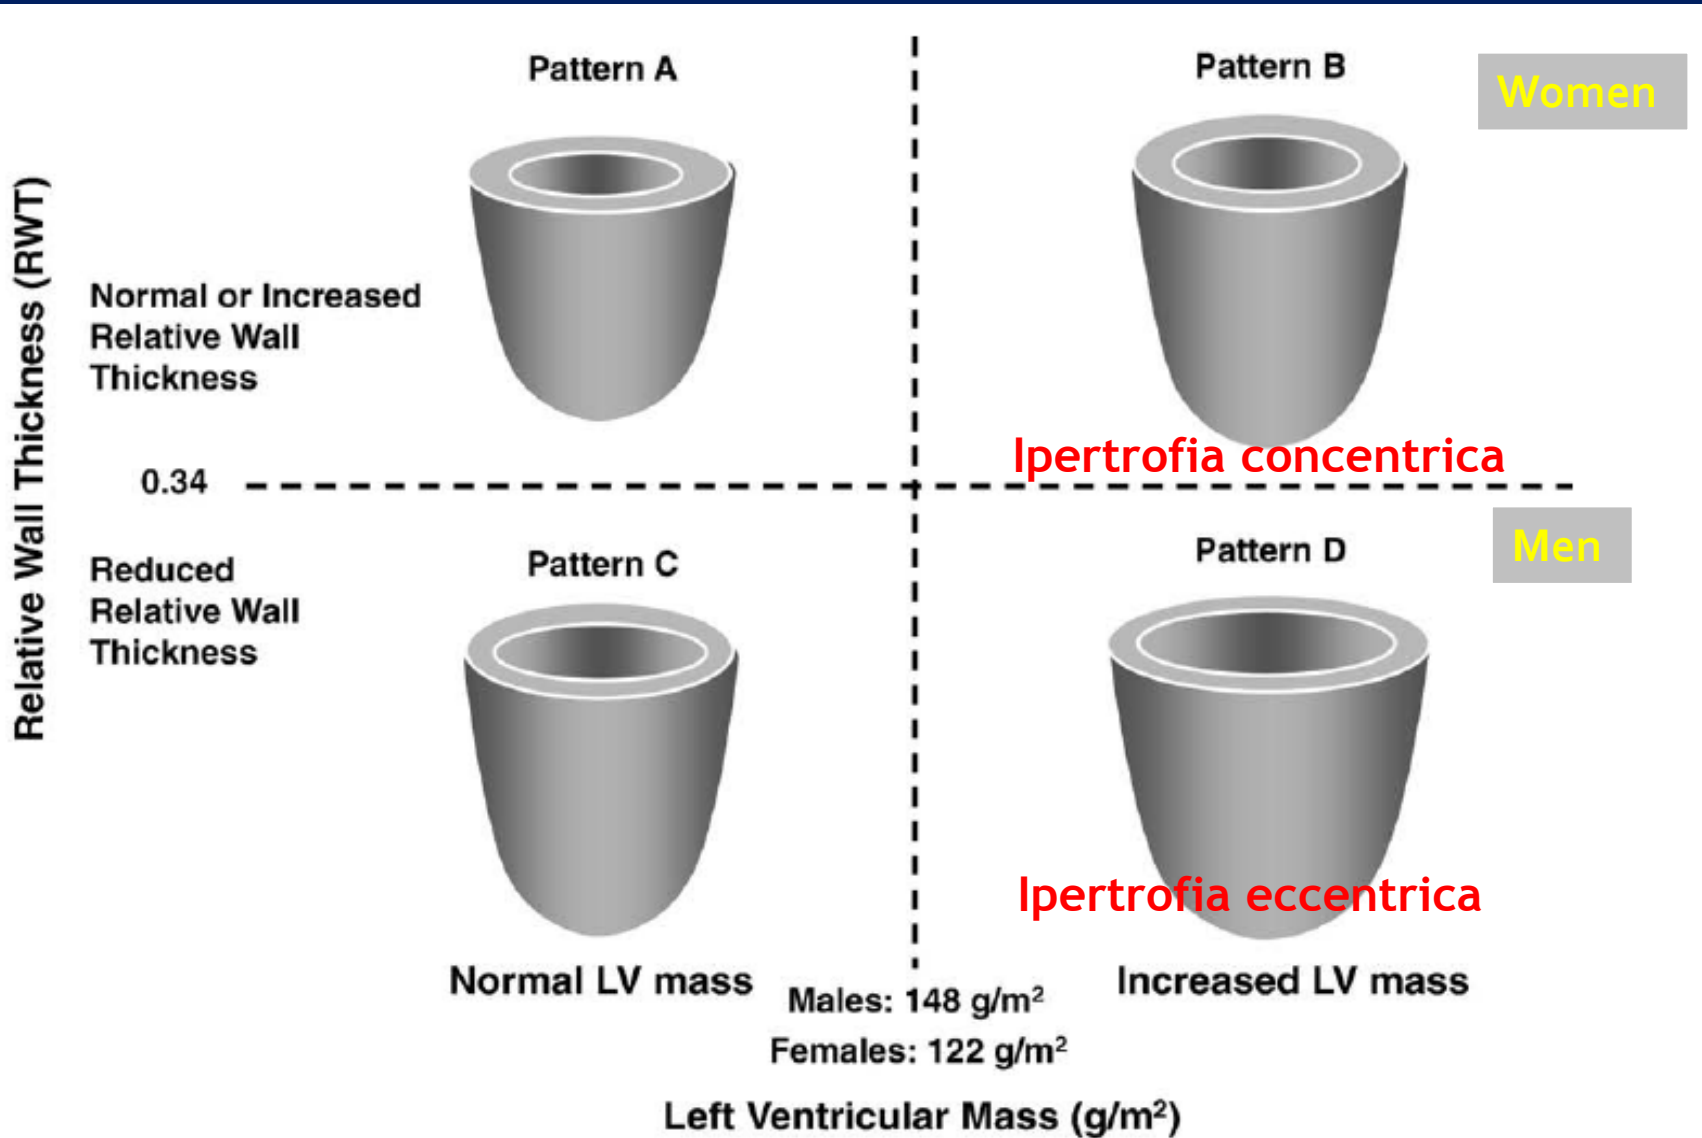 Pattern A
Pattern B
Women
Relative Wall Thickness (RWT)
Normal or Increased
Relative Wall
Thickness
Ipertrofia concentrica
0.34
Men
Reduced
Relative Wall
Thickness
Pattern C
Pattern D
Ipertrofia eccentrica
Normal LV mass
Increased LV mass
Males: 148 g/m²
Females: 122 g/m²
Left Ventricular Mass (g/m²)